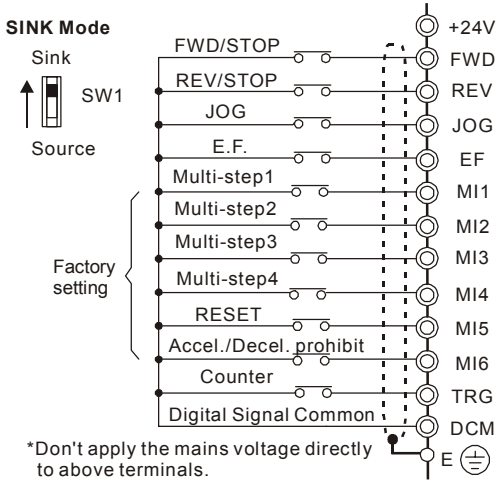 SINK Mode
+24V
FWD/STOP
FWD
Sink
REV/STOP
REV
SW1
JOG
JOG
Source
E.F.
EF
Multi-step1
MI1
Multi-step2
MI2
Multi-step3
MI3
Factory
setting
Multi-step4
MI4
RESET
MI5
Accel./Decel. prohibit
MI6
Counter
TRG
Digital Signal Common
DCM
*Don't apply the mains voltage directly
to above terminals.
E